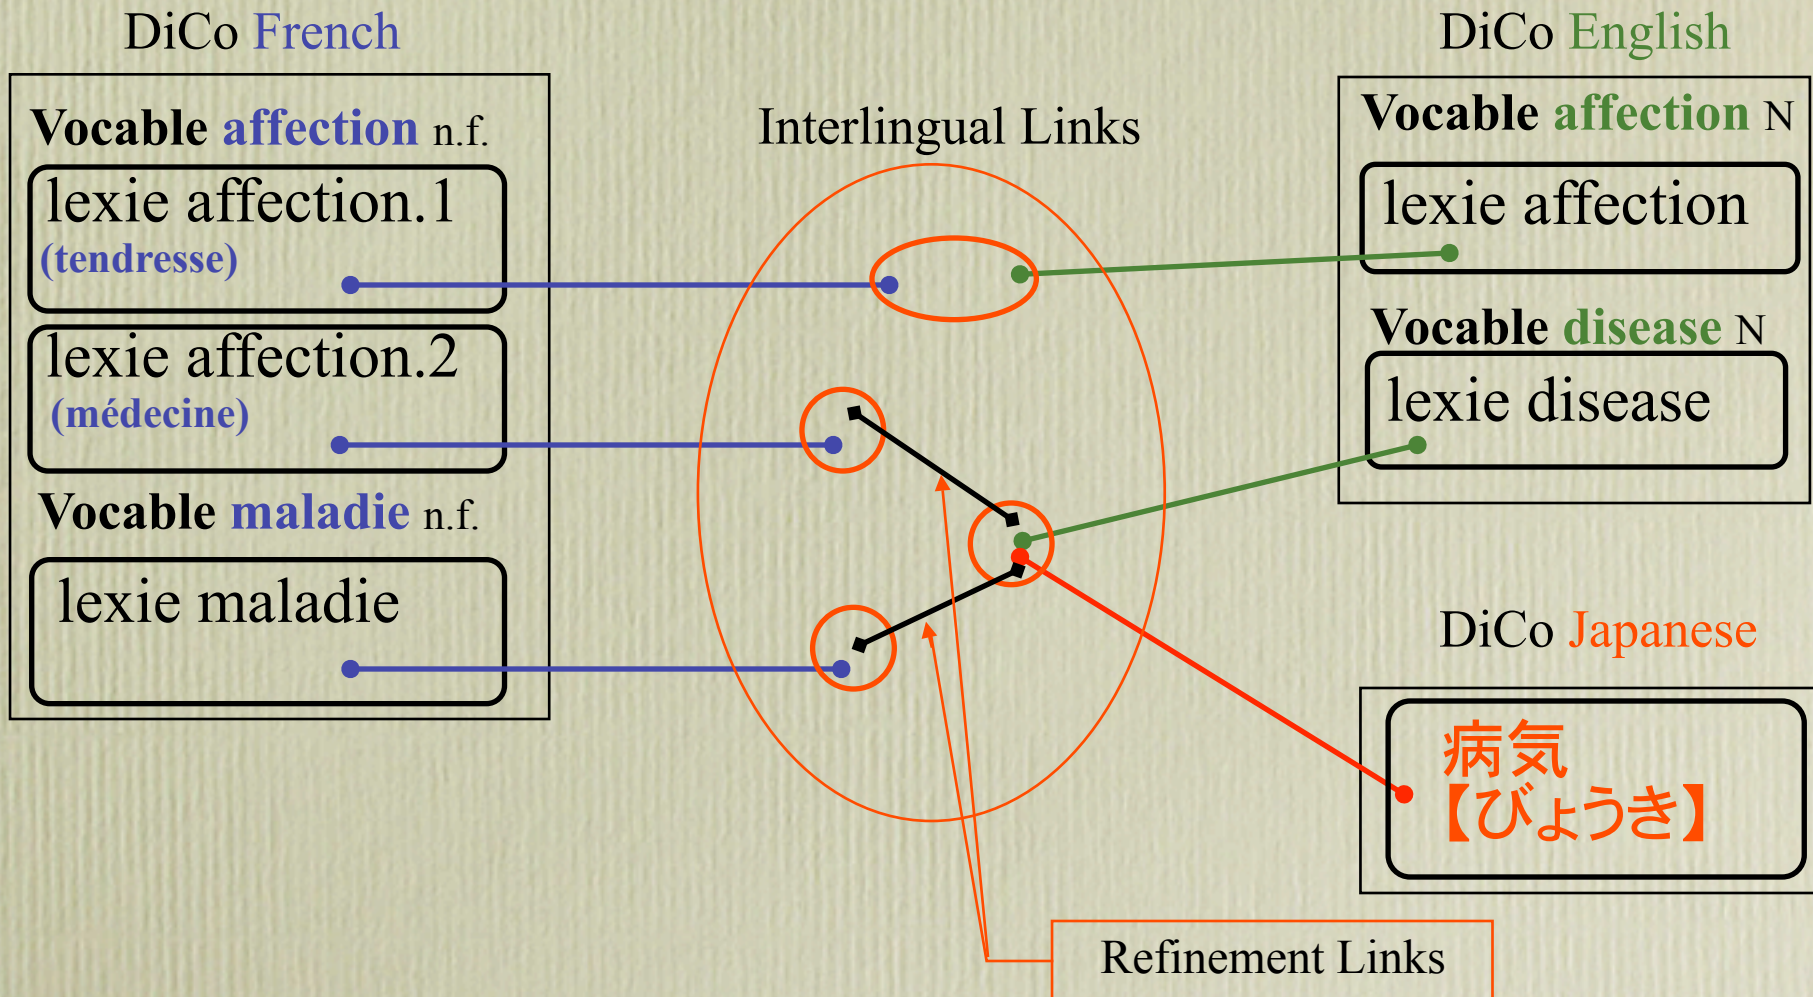 DiCo French
Vocable affection n.f.
lexie affection.1
(tendresse)
lexie affection.2
(médecine)
Vocable maladie n.f.
lexie maladie
Interlingual Links
DiCo English
Vocable affection N
lexie affection
Vocable disease N
lexie disease
DiCo Japanese
病気
【びょうき】
Refinement Links